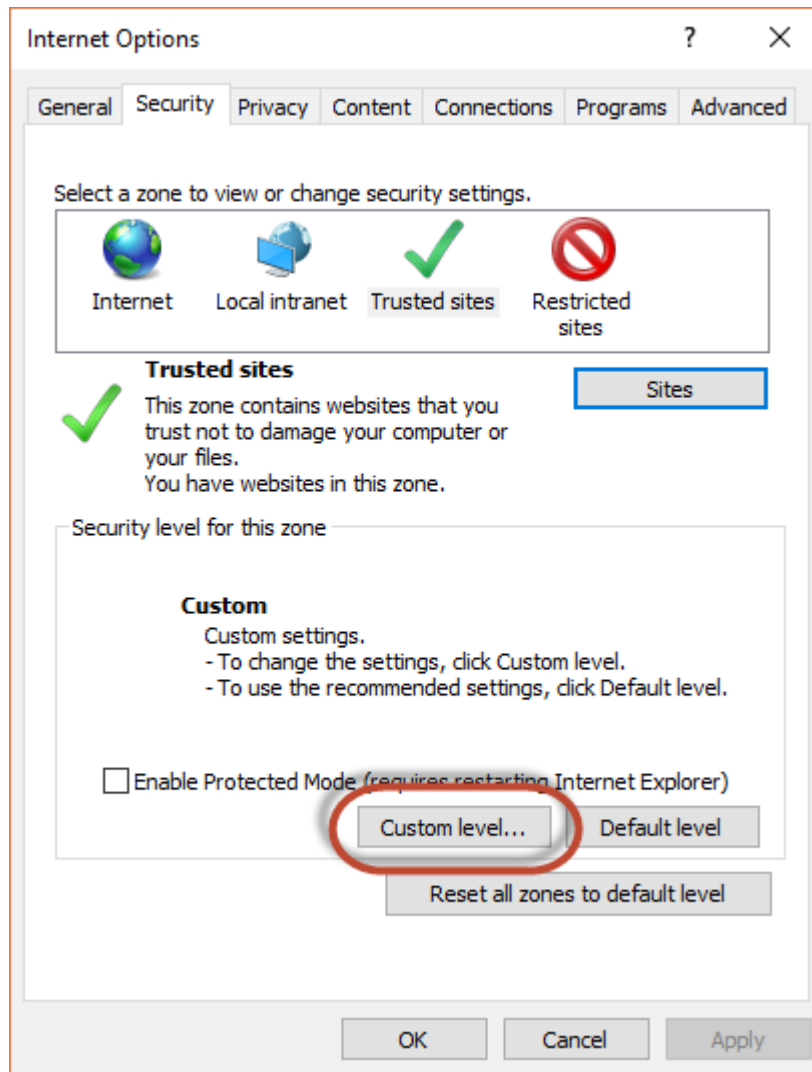 Internet Options
?
General Security Privacy Content Connections Programs Advanced
Select a zone to view or change security settings.
Internet Local intranet Trusted sites Restricted
sites
Trusted sites
Sites
This zone contains websites that you
trust not to damage your computer or
your files.
You have websites in this zone.
Security level for this zone
Custom
Custom settings.
- To change the settings, click Custom level.
- To use the recommended settings, click Default level.
Enable Protected Mode (requires restarting Internet Explorer)
Custom level... Default level
Reset all zones to default level
OK Cancel Apply